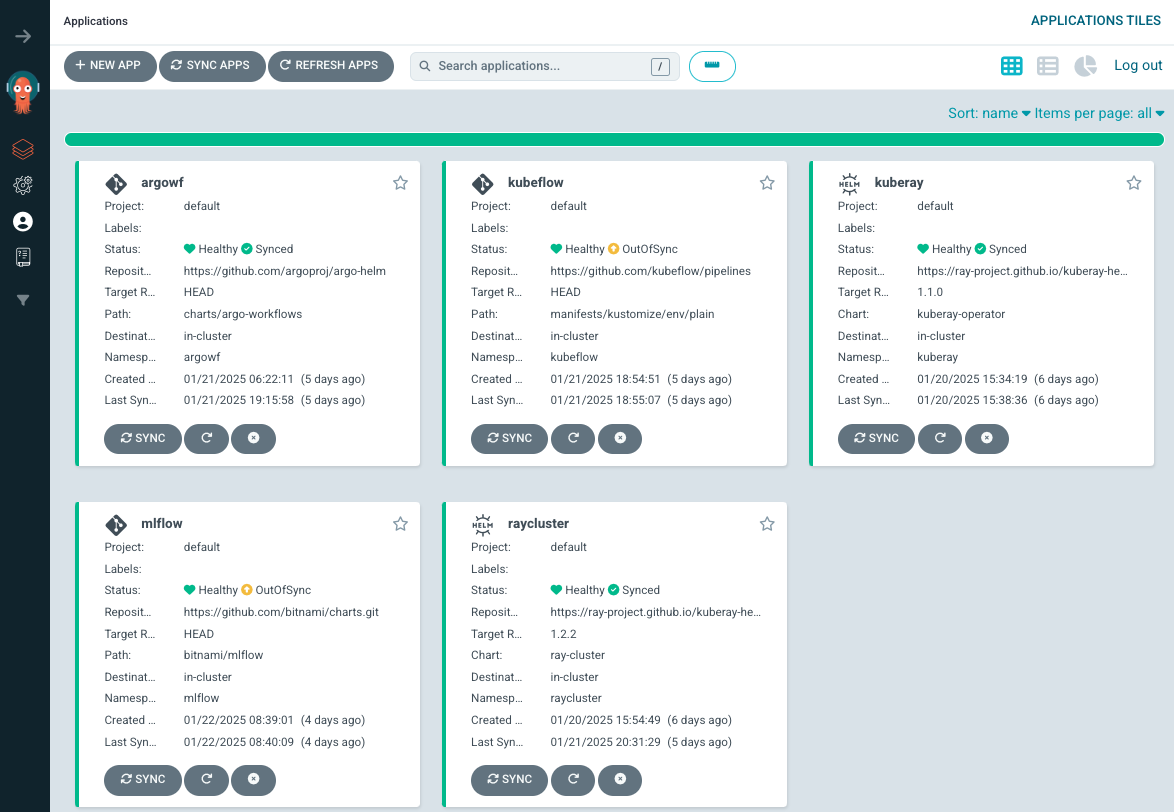 Applications
APPLICATIONS TILES
NEW APP
SYNC APPS
REFRESH APPS
Search applications...
/
Log out
Sort: name
Items per page: all
argowf
Project: default
Labels:
Status: Healthy Synced
Reposit... https://github.com/argoproj/argo-helm
Target R... HEAD
Path: charts/argo-workflows
Destinat... in-cluster
Namesp... argowf
Created ... 01/21/2025 06:22:11 (5 days ago)
Last Syn... 01/21/2025 19:15:58 (5 days ago)
SYNC
kubeflow
Project: default
Labels:
Status: Healthy OutOfSync
Reposit... https://github.com/kubeflow/pipelines
Target R... HEAD
Path: manifests/kustomize/env/plain
Destinat... in-cluster
Namesp... kubeflow
Created ... 01/21/2025 18:54:51 (5 days ago)
Last Syn... 01/21/2025 18:55:07 (5 days ago)
SYNC
HELM
kuberay
Project: default
Labels:
Status: Healthy Synced
Reposit... https://ray-project.github.io/kuberay-he...
Target R... 1.1.0
Chart: kuberay-operator
Destinat... in-cluster
Namesp... kuberay
Created ... 01/20/2025 15:34:19 (6 days ago)
Last Syn... 01/20/2025 15:38:36 (6 days ago)
SYNC
mlflow
Project: default
Labels:
Status: Healthy OutOfSync
Reposit... https://github.com/bitnami/charts.git
Target R... HEAD
Path: bitnami/mlflow
Destinat... in-cluster
Namesp... mlflow
Created ... 01/22/2025 08:39:01 (4 days ago)
Last Syn... 01/22/2025 08:40:09 (4 days ago)
SYNC
HELM
raycluster
Project: default
Labels:
Status: Healthy Synced
Reposit... https://ray-project.github.io/kuberay-he...
Target R... 1.2.2
Chart: ray-cluster
Destinat... in-cluster
Namesp... raycluster
Created ... 01/20/2025 15:54:49 (6 days ago)
Last Syn... 01/21/2025 20:31:29 (5 days ago)
SYNC